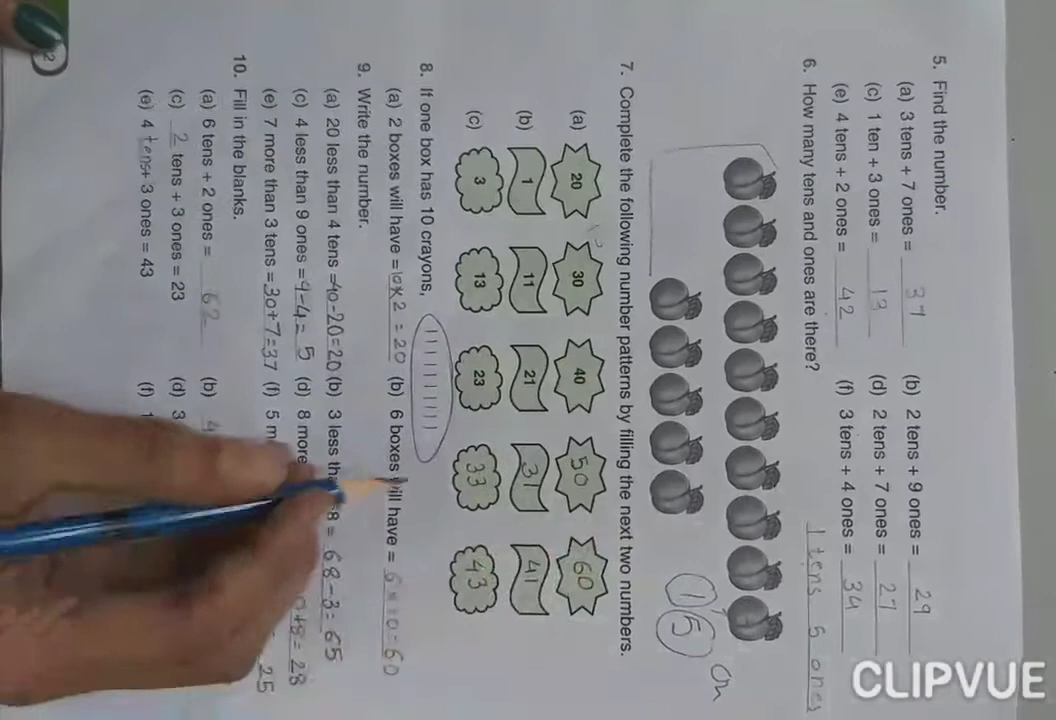 5. Find the number.
(a) 3 tens + 7 ones = 37 (b) 2 tens + 9 ones = 29
(c) 1 ten + 3 ones = 13 (d) 2 tens + 7 ones = 27
(e) 4 tens + 2 ones = 42 (f) 3 tens + 4 ones = 34
6. How many tens and ones are there? 1 tens 5 ones
15
7. Complete the following number patterns by filling the next two numbers.
(a) 20 30 40 50 60
(b) 1 11 21 31 41
(c) 3 13 23 33 43
8. If one box has 10 crayons,
(a) 2 boxes will have = 10x2 = 20 (b) 6 boxes will have = 6x10=60
9. Write the number.
(a) 20 less than 4 tens = 40-20=20 (b) 3 less = 68-3= 65
(c) 4 less than 9 ones = 9-4= 5 (d) 8 more +8= 28
(e) 7 more than 3 tens = 30+7=37 (f) 5 25
10. Fill in the blanks.
(a) 6 tens + 2 ones = 62 (b) 4
(c) 2 tens + 3 ones = 23 (d) 3
(e) 4 tens + 3 ones = 43 (f) 1
2
CLIPVUE